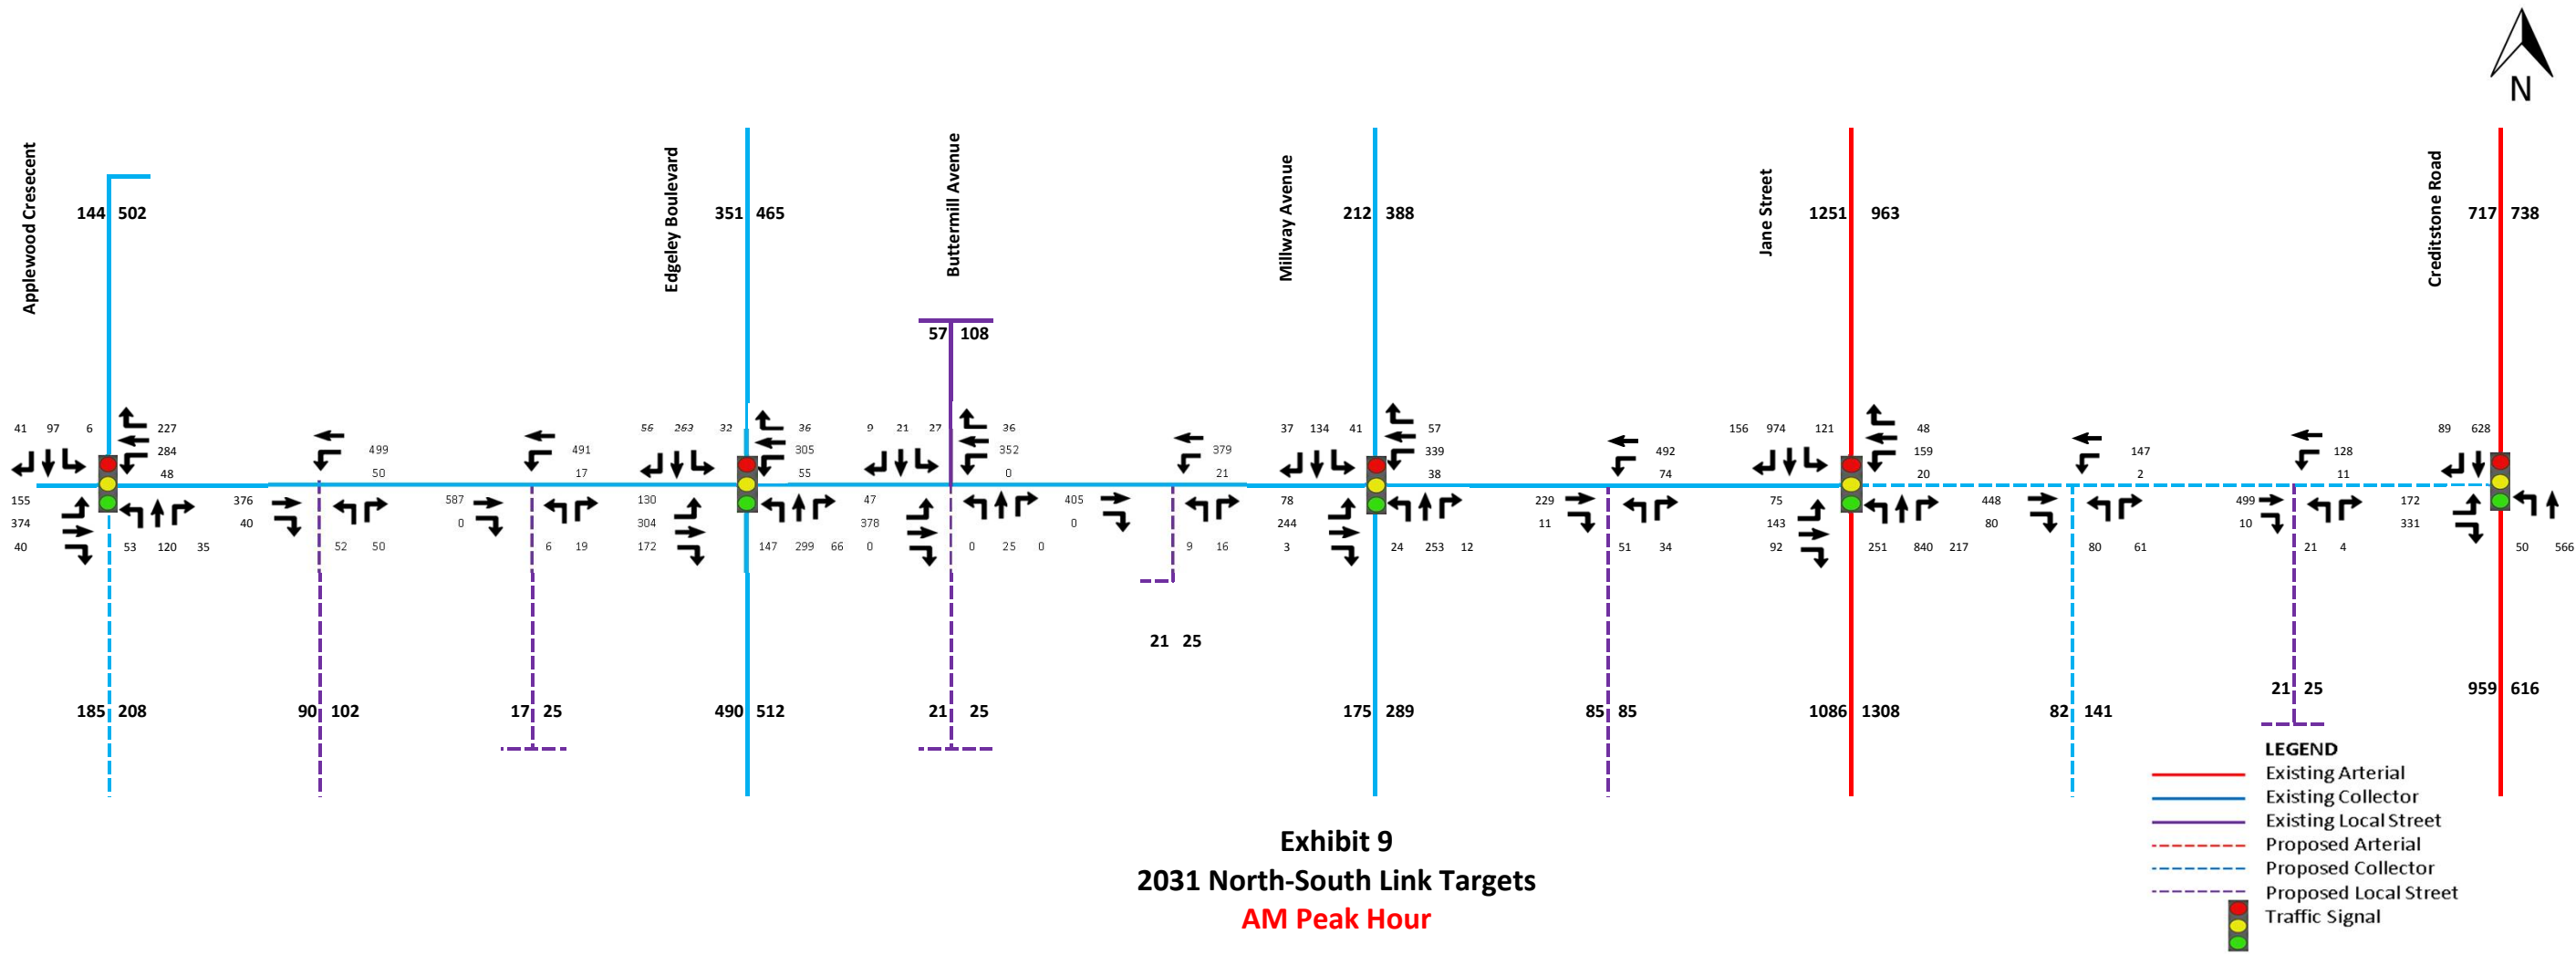 N
Applewood Cresecent
Edgeley Boulevard
Buttermill Avenue
Millway Avenue
Jane Street
Creditstone Road
144 502
351 465
212 388
1251 963
717 738
57 108
41 97 6
227
284
48
499
50
491
17
56 263 32
36
305
55
9 21 27
36
352
0
379
21
37 134 41
57
339
38
492
74
156 974 121
48
159
20
147
2
128
11
89 628
155
374
40
53 120 35
376
40
52 50
587
0
6 19
130
304
172
147 299 66
47
378
0
0 25 0
405
0
9 16
78
244
3
24 253 12
229
11
51 34
75
143
92
251 840 217
448
80
80 61
499
10
21 4
172
331
50 566
21 25
185 208
90 102
17 25
490 512
21 25
175 289
85 85
1086 1308
82 141
21 25
959 616
LEGEND
Existing Arterial
Existing Collector
Existing Local Street
Proposed Arterial
Proposed Collector
Proposed Local Street
Traffic Signal
Exhibit 9
2031 North-South Link Targets
AM Peak Hour